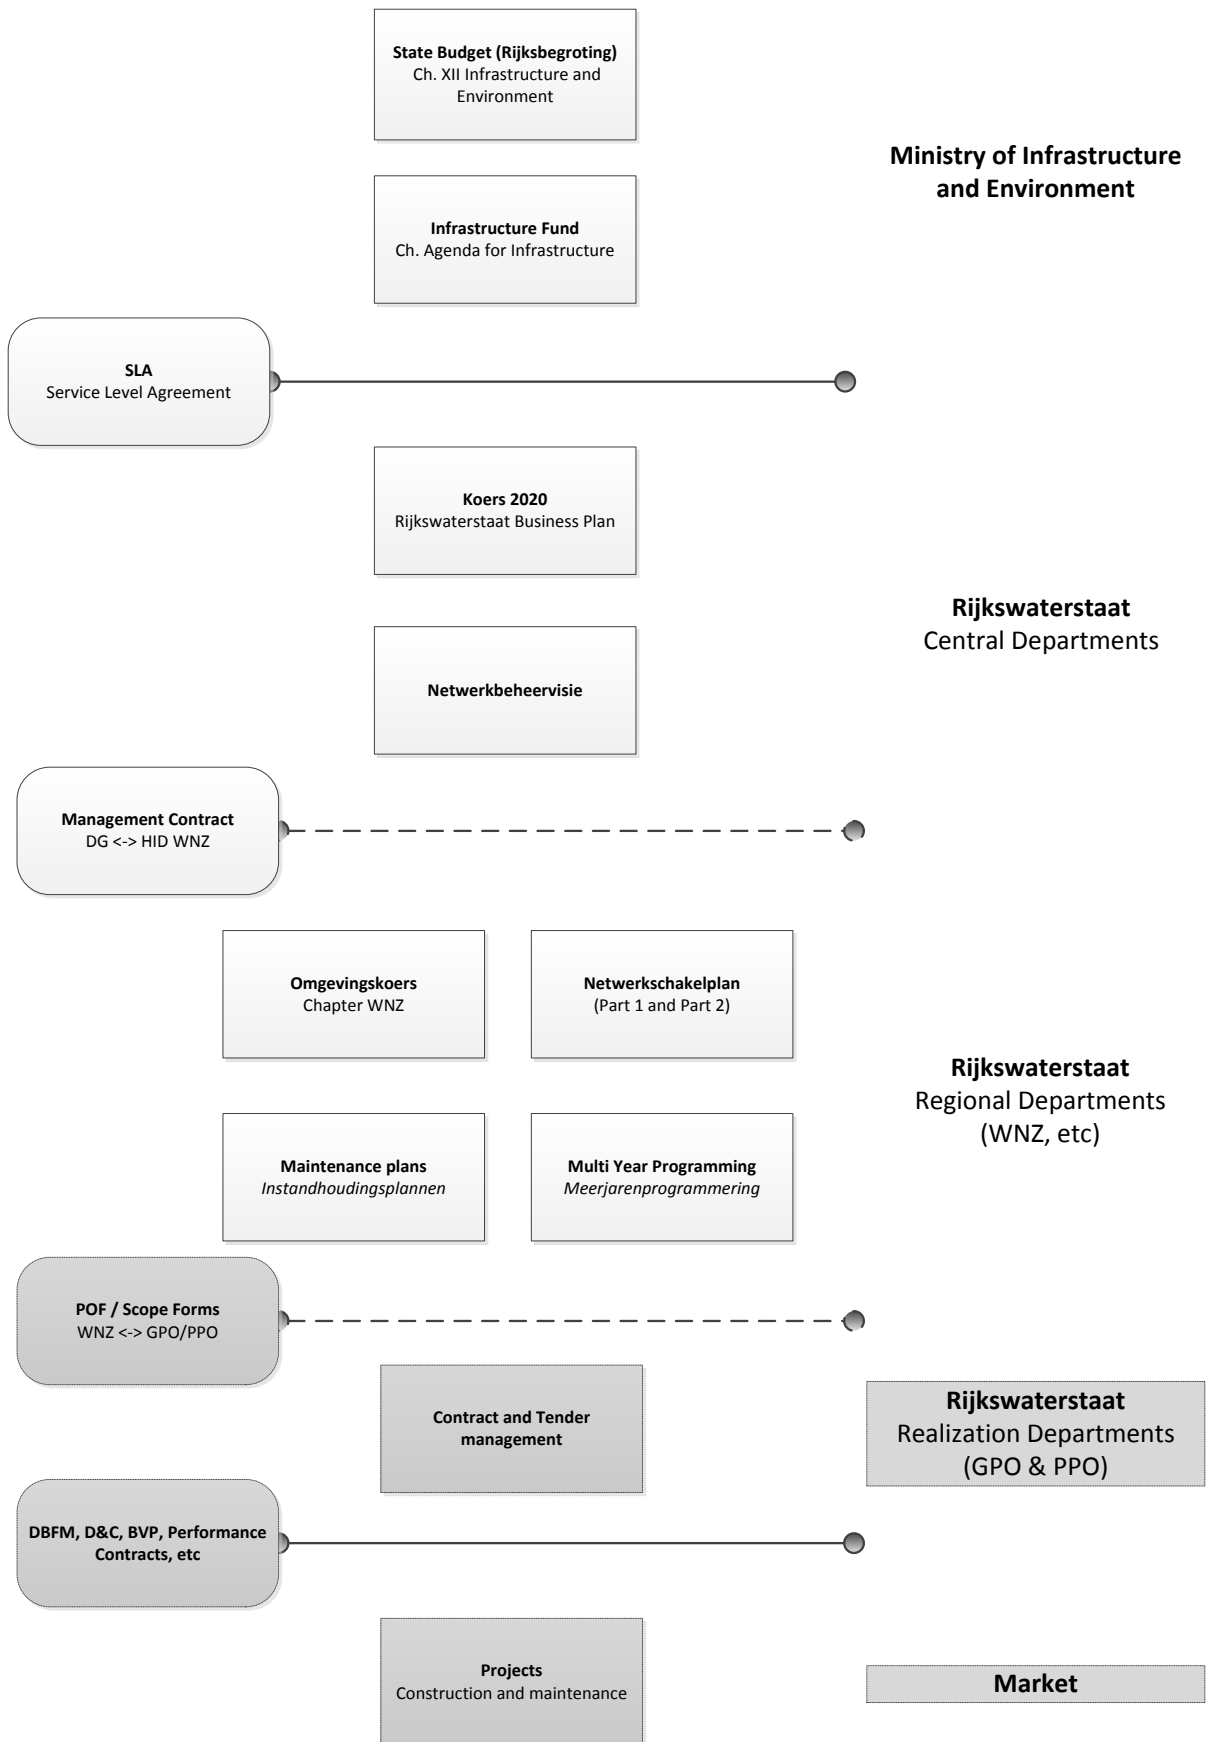 State Budget (Rijksbegroting)
Ch. XII Infrastructure and
Environment
Ministry of Infrastructure
and Environment
Infrastructure Fund
Ch. Agenda for Infrastructure
SLA
Service Level Agreement
Koers 2020
Rijkswaterstaat Business Plan
Rijkswaterstaat
Central Departments
Netwerkbeheervisie
Management Contract
DG <-> HID WNZ
Omgevingskoers
Chapter WNZ
Netwerkschakelplan
(Part 1 and Part 2)
Rijkswaterstaat
Regional Departments
(WNZ, etc)
Maintenance plans
Instandhoudingsplannen
Multi Year Programming
Meerjarenprogrammering
POF / Scope Forms
WNZ <-> GPO/PPO
Contract and Tender
management
Rijkswaterstaat
Realization Departments
(GPO & PPO)
DBFM, D&C, BVP, Performance
Contracts, etc
Projects
Construction and maintenance
Market